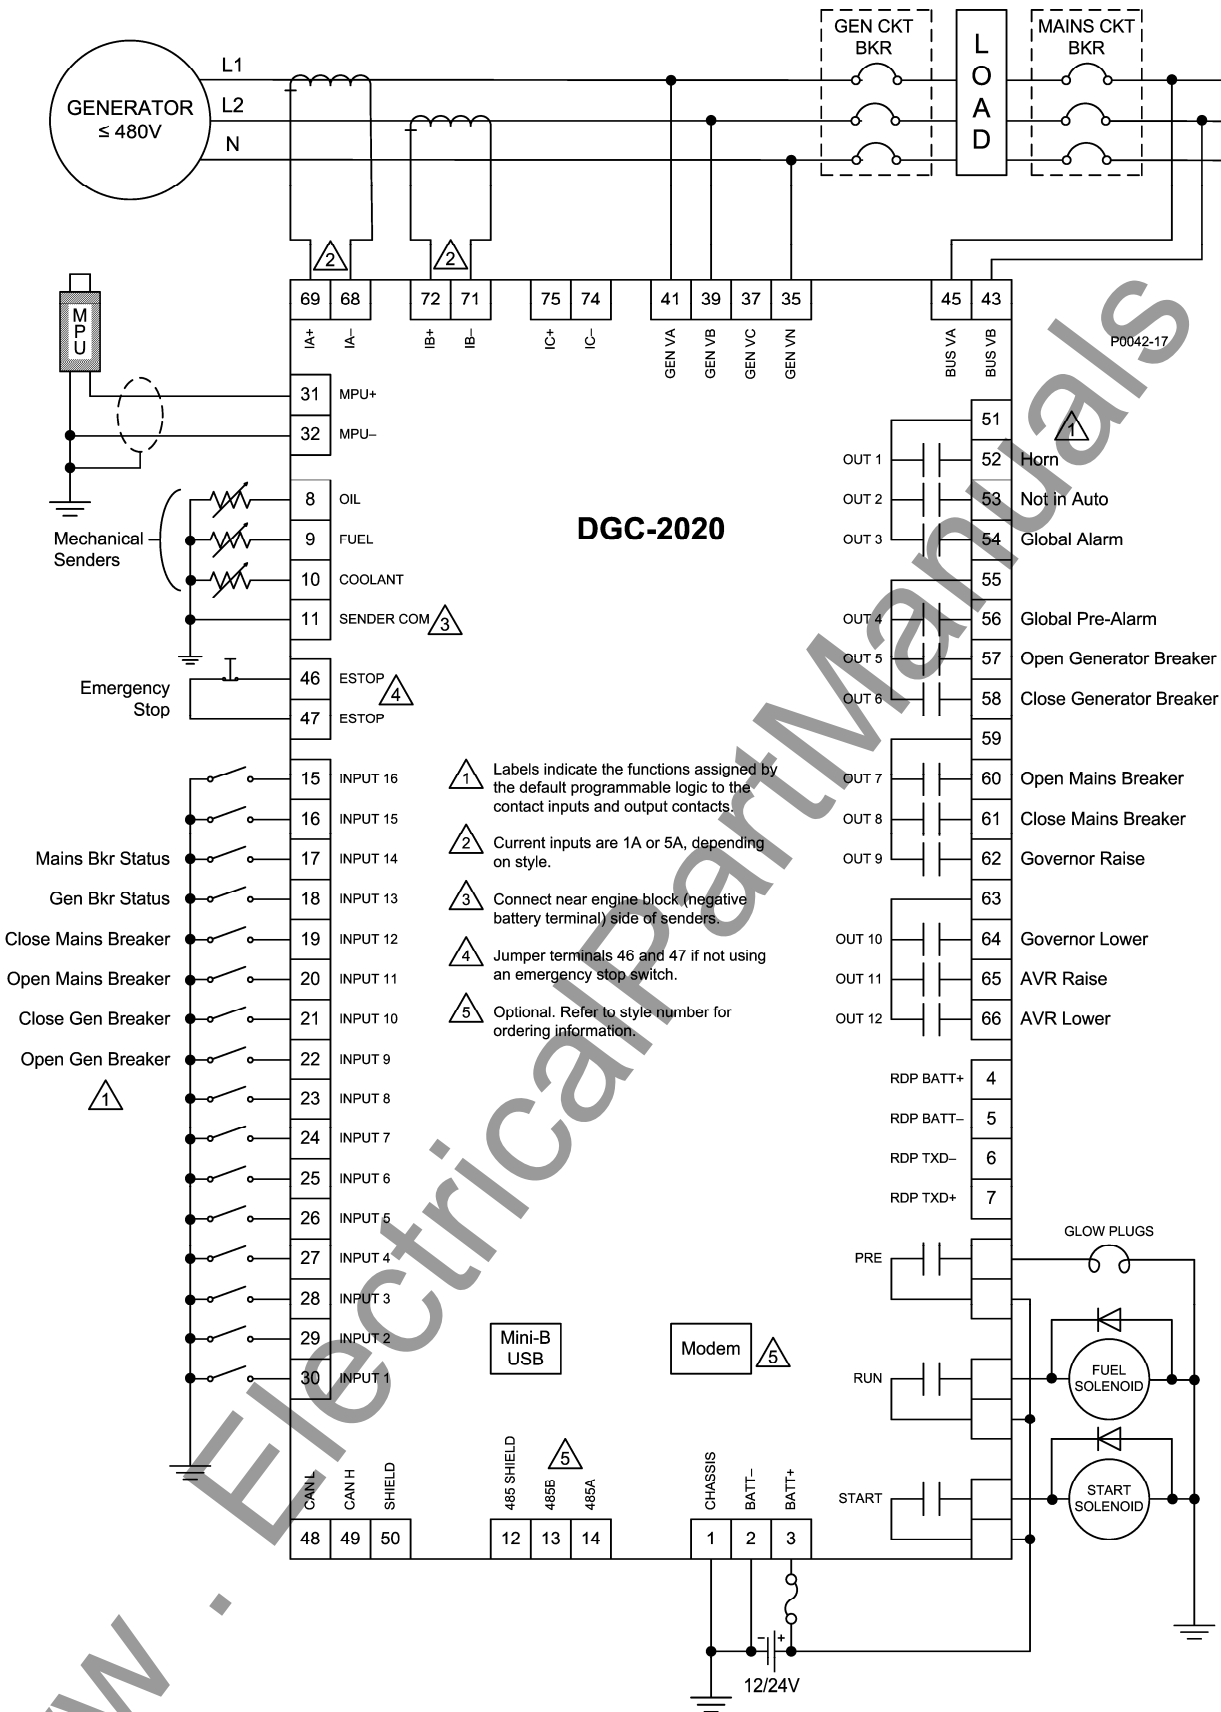 GEN CKT
BKR
LOAD
MAINS CKT
BKR
L1
GENERATOR
≤ 480V
L2
N
2
2
69
68
72
71
75
74
41
39
37
35
45
43
IA+
IA–
IB+
IB–
IC+
IC–
GEN VA
GEN VB
GEN VC
GEN VN
BUS VA
BUS VB
P0042-17
MPU
31 MPU+
32 MPU–
8 OIL
9 FUEL
10 COOLANT
11 SENDER COM
3
Mechanical
Senders
46 ESTOP
47 ESTOP
4
Emergency
Stop
DGC-2020
51
1
OUT 1 52 Horn
OUT 2 53 Not in Auto
OUT 3 54 Global Alarm
55
OUT 4 56 Global Pre-Alarm
OUT 5 57 Open Generator Breaker
OUT 6 58 Close Generator Breaker
59
OUT 7 60 Open Mains Breaker
OUT 8 61 Close Mains Breaker
OUT 9 62 Governor Raise
63
OUT 10 64 Governor Lower
OUT 11 65 AVR Raise
OUT 12 66 AVR Lower
1 Labels indicate the functions assigned by
the default programmable logic to the
contact inputs and output contacts.
2 Current inputs are 1A or 5A, depending
on style.
3 Connect near engine block (negative
battery terminal) side of senders.
4 Jumper terminals 46 and 47 if not using
an emergency stop switch.
5 Optional. Refer to style number for
ordering information.
15 INPUT 16
16 INPUT 15
Mains Bkr Status 17 INPUT 14
Gen Bkr Status 18 INPUT 13
Close Mains Breaker 19 INPUT 12
Open Mains Breaker 20 INPUT 11
Close Gen Breaker 21 INPUT 10
Open Gen Breaker 22 INPUT 9
1
23 INPUT 8
24 INPUT 7
25 INPUT 6
26 INPUT 5
27 INPUT 4
28 INPUT 3
29 INPUT 2
30 INPUT 1
RDP BATT+ 4
RDP BATT– 5
RDP TXD– 6
RDP TXD+ 7
GLOW PLUGS
PRE
Mini-B
USB
Modem
5
RUN
FUEL
SOLENOID
START
START
SOLENOID
CAN L
CAN H
SHIELD
485 SHIELD
485B
485A
5
CHASSIS
BATT–
BATT+
48
49
50
12
13
14
1
2
3
– +
12/24V
w . ElectricalPartManuals